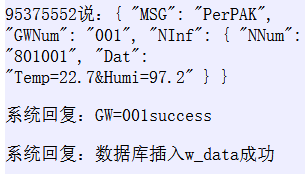 95375552说：{ "MSG": "PerPAK",
"GWNum": "001", "NInf": { "NNum":
"801001", "Dat":
"Temp=22.7&Humi=97.2" } }
系统回复：GW=001success
系统回复：数据库插入w_data成功